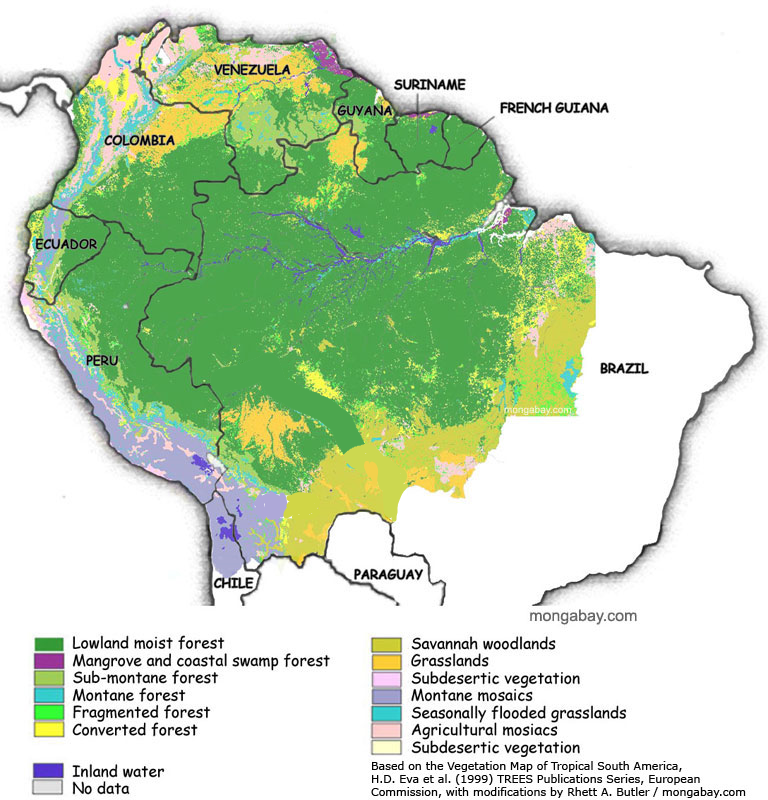 VENEZUELA
SURINAME
GUYANA
FRENCH GUIANA
COLOMBIA
ECUADOR
PERU
BRAZIL
mongabay.com
CHILE
PARAGUAY
mongabay.com
Lowland moist forest
Mangrove and coastal swamp forest
Sub-montane forest
Montane forest
Fragmented forest
Converted forest
Inland water
No data
Savannah woodlands
Grasslands
Subdesertic vegetation
Montane mosaics
Seasonally flooded grasslands
Agricultural mosiacs
Subdesertic vegetation
Based on the Vegetation Map of Tropical South America,
H.D. Eva et al. (1999) TREES Publications Series, European
Commission, with modifications by Rhett A. Butler / mongabay.com